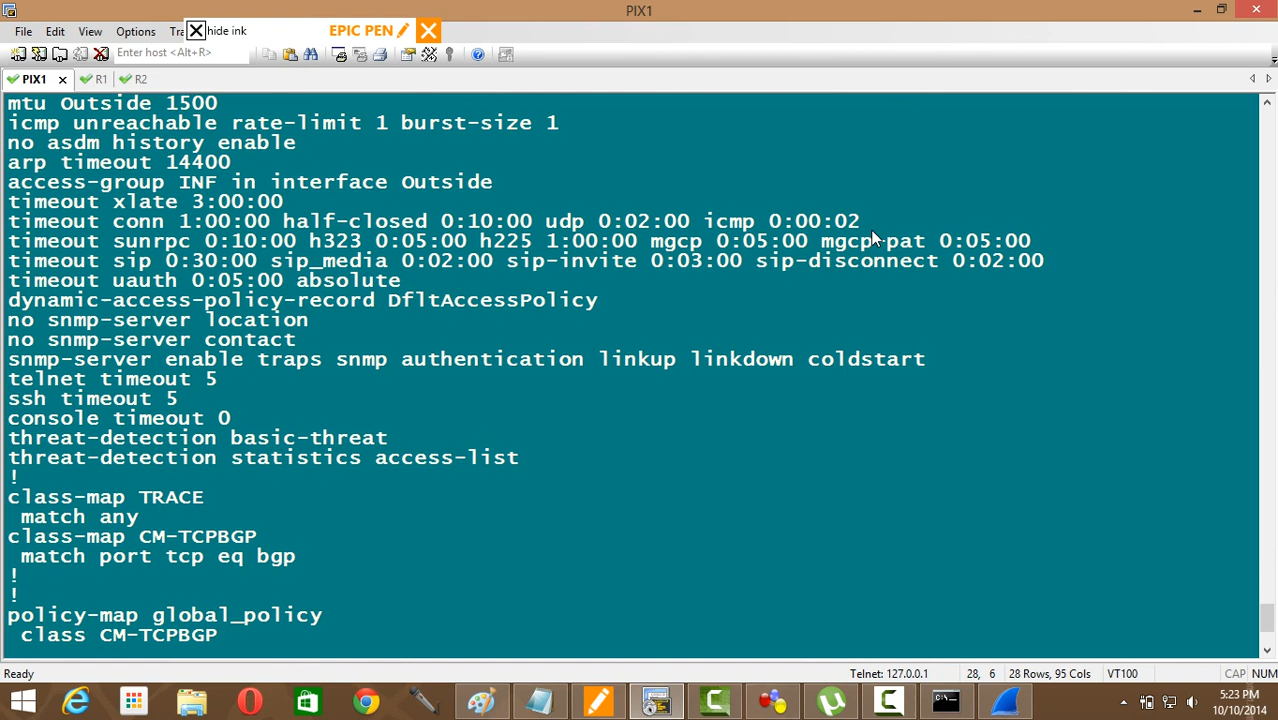 PIX1
File Edit View Options Tra hide ink EPIC PEN
Enter host <Alt+R>
PIX1 R1 R2
mtu Outside 1500
icmp unreachable rate-limit 1 burst-size 1
no asdm history enable
arp timeout 14400
access-group INF in interface Outside
timeout xlate 3:00:00
timeout conn 1:00:00 half-closed 0:10:00 udp 0:02:00 icmp 0:00:02
timeout sunrpc 0:10:00 h323 0:05:00 h225 1:00:00 mgcp 0:05:00 mgcp-pat 0:05:00
timeout sip 0:30:00 sip_media 0:02:00 sip-invite 0:03:00 sip-disconnect 0:02:00
timeout uauth 0:05:00 absolute
dynamic-access-policy-record DfltAccessPolicy
no snmp-server location
no snmp-server contact
snmp-server enable traps snmp authentication linkup linkdown coldstart
telnet timeout 5
ssh timeout 5
console timeout 0
threat-detection basic-threat
threat-detection statistics access-list
!
class-map TRACE
match any
class-map CM-TCPBGP
match port tcp eq bgp
!
!
policy-map global_policy
class CM-TCPBGP
Ready Telnet: 127.0.0.1 28, 6 28 Rows, 95 Cols VT100 CAP NUM
5:23 PM
10/10/2014